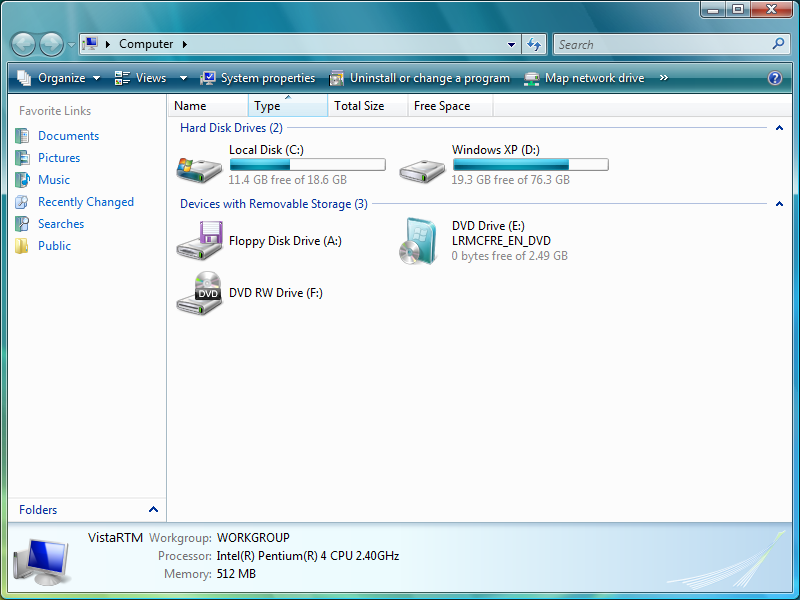 Computer
Search
Organize Views System properties Uninstall or change a program Map network drive »
Favorite Links
Documents
Pictures
Music
Recently Changed
Searches
Public
Folders
Name Type Total Size Free Space
Hard Disk Drives (2)
Local Disk (C:)
11.4 GB free of 18.6 GB
Windows XP (D:)
19.3 GB free of 76.3 GB
Devices with Removable Storage (3)
Floppy Disk Drive (A:)
DVD Drive (E:)
LRMCFRE_EN_DVD
0 bytes free of 2.49 GB
DVD
DVD RW Drive (F:)
VistaRTM Workgroup: WORKGROUP
Processor: Intel(R) Pentium(R) 4 CPU 2.40GHz
Memory: 512 MB